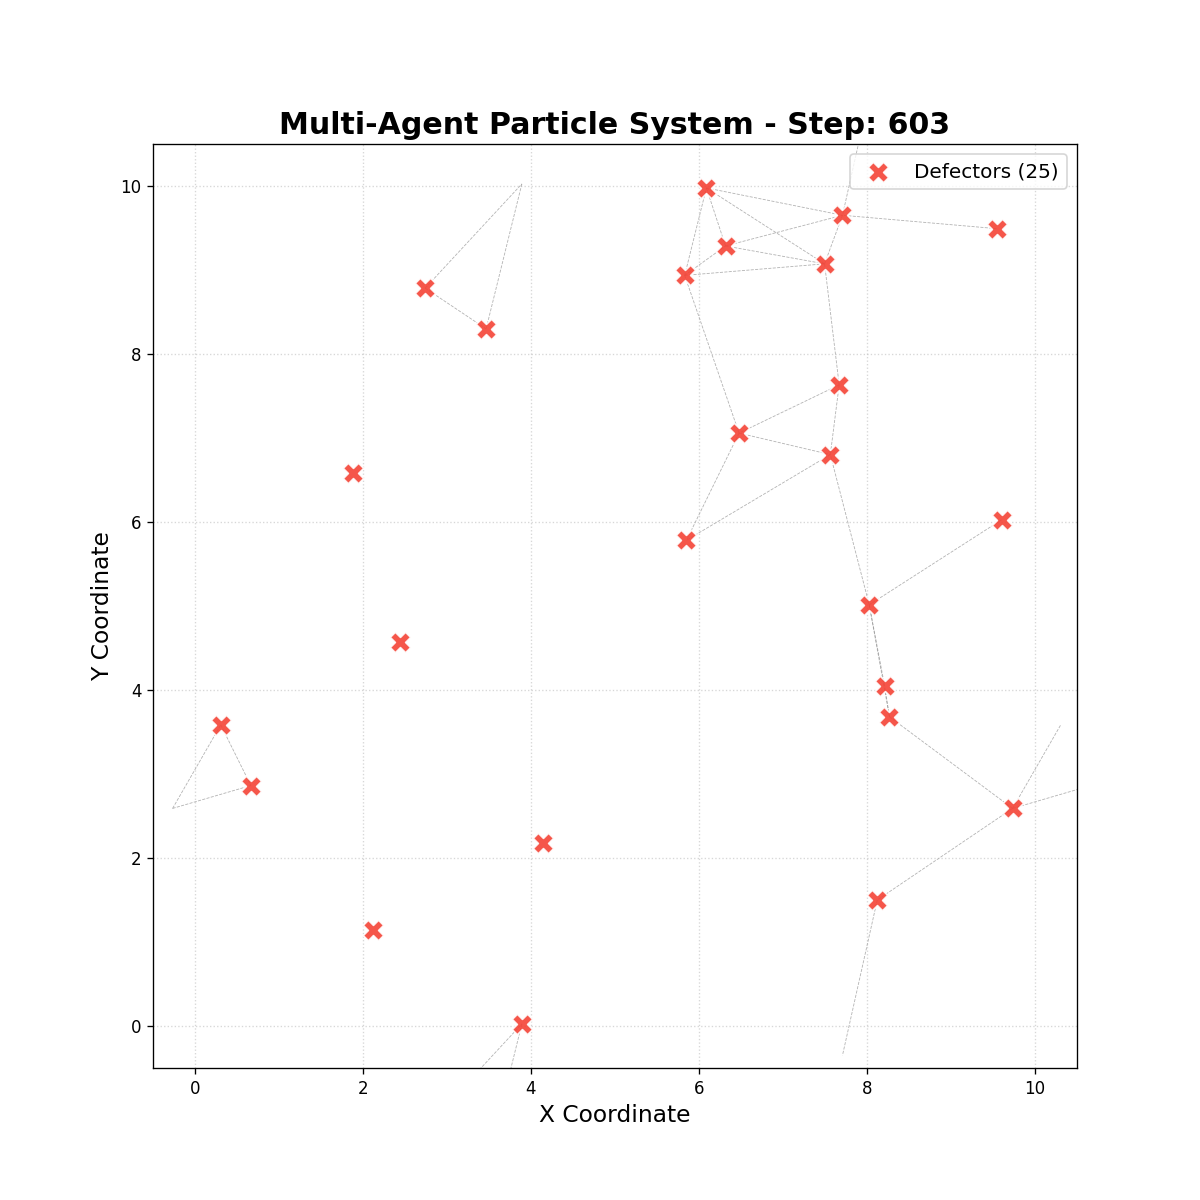 Multi-Agent Particle System - Step: 603
Defectors (25)
10
8
6
4
2
0
Y Coordinate
0 2 4 6 8 10
X Coordinate